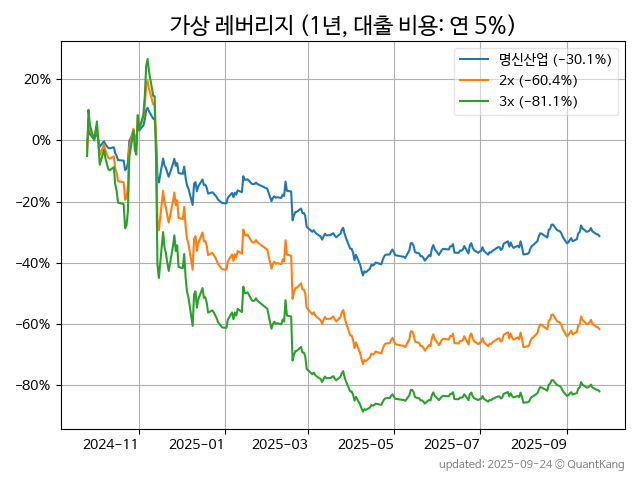 가상 레버리지 (1년, 대출 비용: 연 5%)
명신산업 (−30.1%)
2x (−60.4%)
3x (−81.1%)
20%
0%
−20%
−40%
−60%
−80%
2024-11
2025-01
2025-03
2025-05
2025-07
2025-09
updated: 2025-09-24 © QuantKang